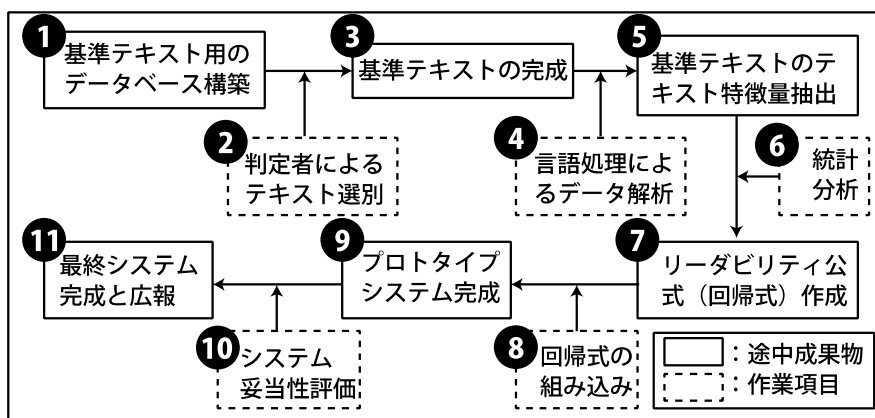 1
基準テキスト用の
データベース構築
3
基準テキストの完成
5
基準テキストのテ
キスト特徴量抽出
2
判定者による
テキスト選別
4
言語処理によ
るデータ解析
6
統計
分析
11
最終システム
完成と広報
9
プロトタイプ
システム完成
7
リーダビリティ公
式（回帰式）作成
10
システム
妥当性評価
8
回帰式の
組み込み
：途中成果物
：作業項目